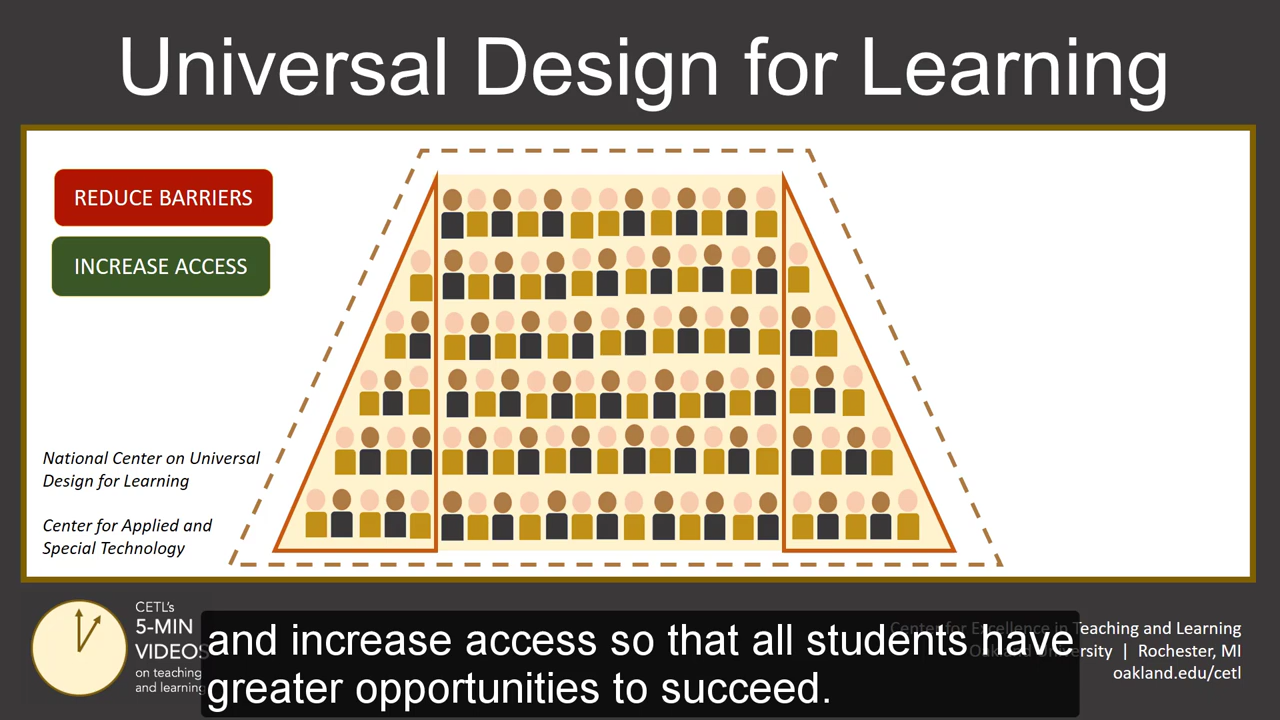 Universal Design for Learning
REDUCE BARRIERS
INCREASE ACCESS
National Center on Universal
Design for Learning
Center for Applied and
Special Technology
CETL's
5-MIN
VIDEOS
on teaching
and learning
and increase access so that all students have
greater opportunities to succeed.
Center for Excellence in Teaching and Learning
Oakland University | Rochester, MI
oakland.edu/cetl